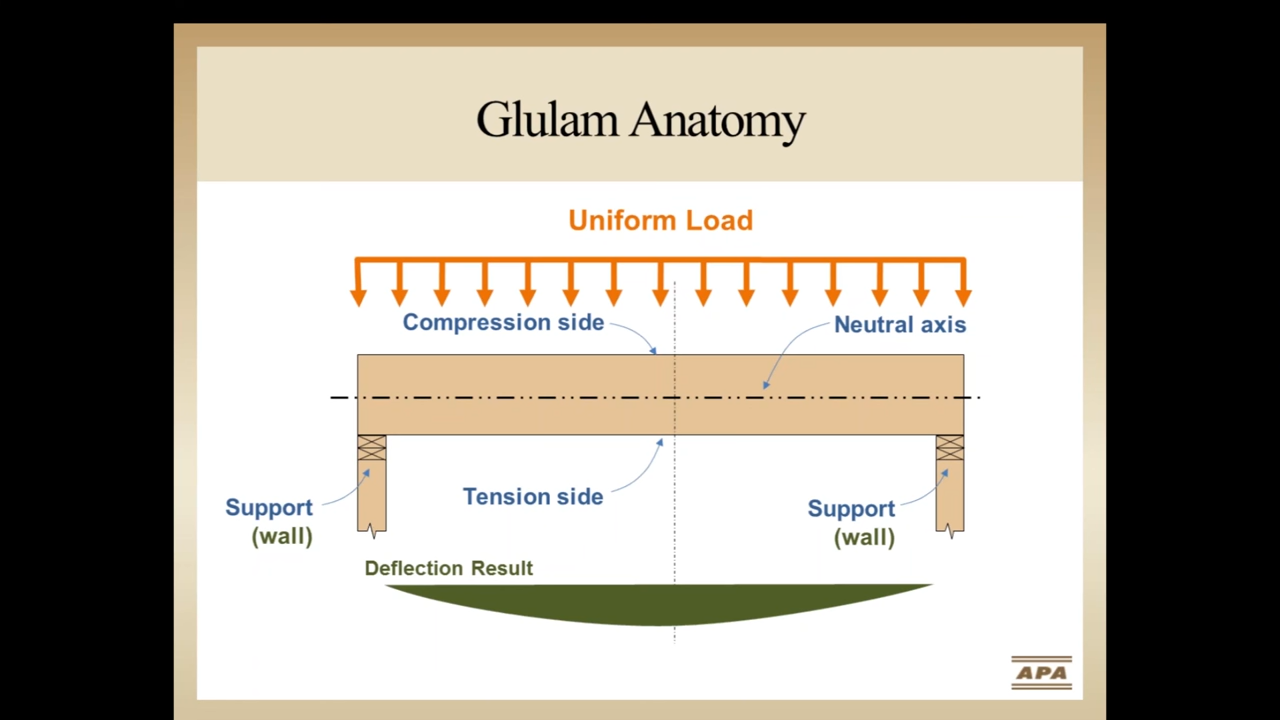 Glulam Anatomy
Uniform Load
Compression side
Neutral axis
Tension side
Support
(wall)
Support
(wall)
Deflection Result
APA